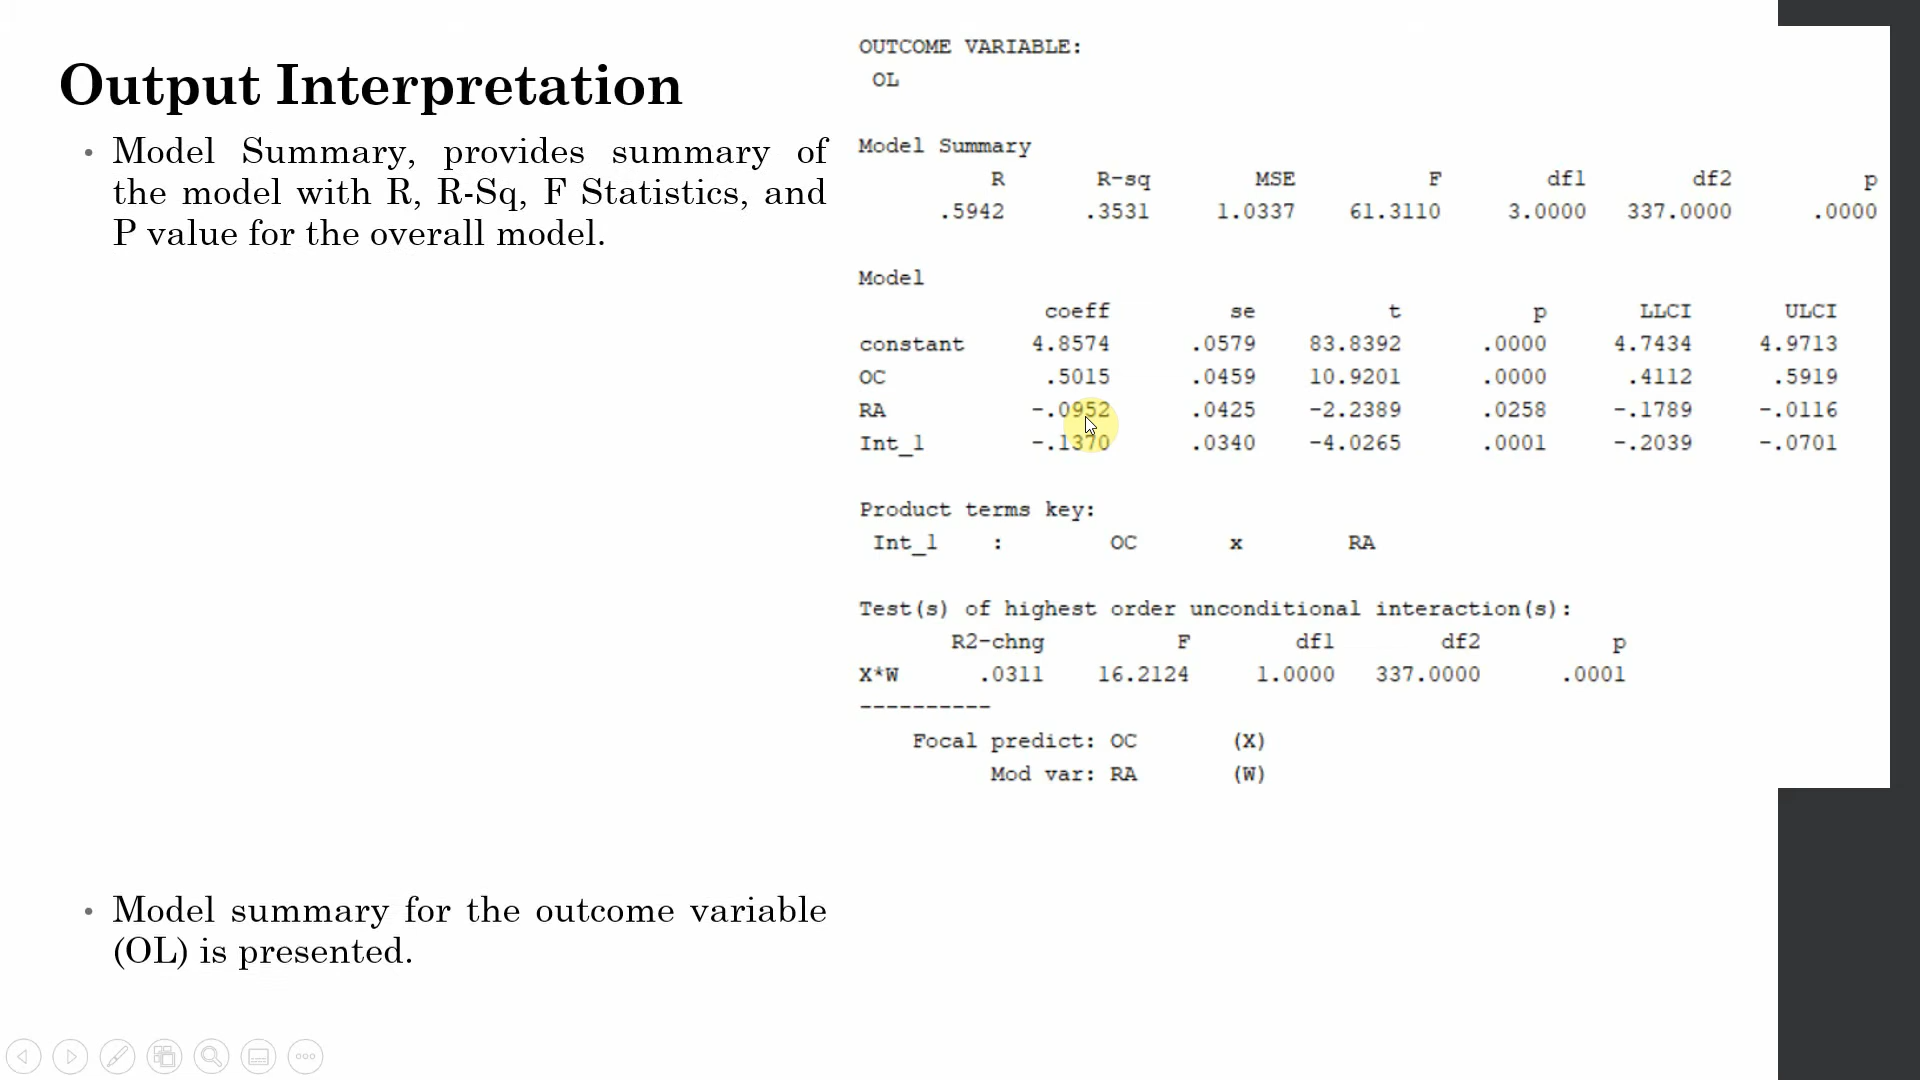 Output Interpretation
• Model Summary, provides summary of
the model with R, R-Sq, F Statistics, and
P value for the overall model.
• Model summary for the outcome variable
(OL) is presented.
OUTCOME VARIABLE:
OL
Model Summary
R R-sq MSE F df1 df2 p
.5942 .3531 1.0337 61.3110 3.0000 337.0000 .0000
Model
coeff se t p LLCI ULCI
constant 4.8574 .0579 83.8392 .0000 4.7434 4.9713
OC .5015 .0459 10.9201 .0000 .4112 .5919
RA -.0952 .0425 -2.2389 .0258 -.1789 -.0116
Int_1 -.1370 .0340 -4.0265 .0001 -.2039 -.0701
Product terms key:
Int_1 : OC x RA
Test(s) of highest order unconditional interaction(s):
R2-chng F df1 df2 p
X*W .0311 16.2124 1.0000 337.0000 .0001
----------
Focal predict: OC (X)
Mod var: RA (W)